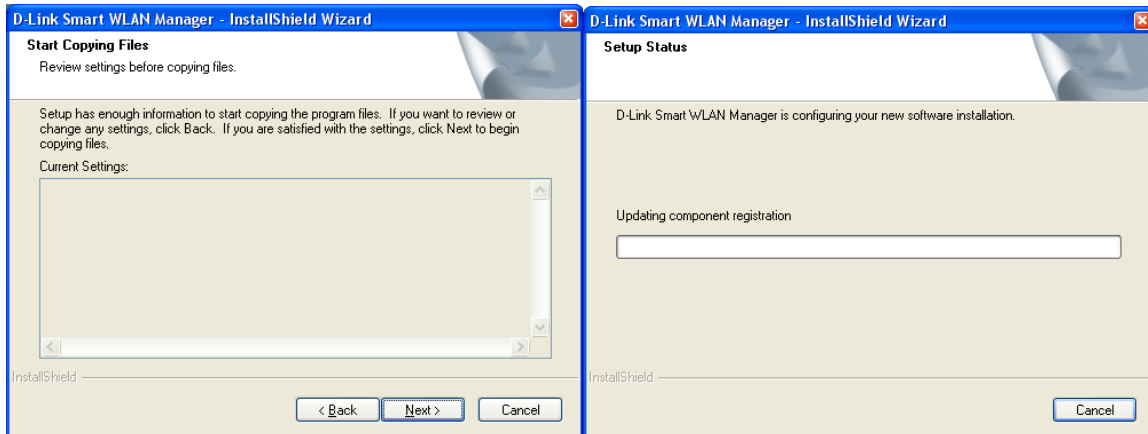 D-Link Smart WLAN Manager - InstallShield Wizard
Start Copying Files
Review settings before copying files.
Setup has enough information to start copying the program files. If you want to review or
change any settings, click Back. If you are satisfied with the settings, click Next to begin
copying files.
Current Settings:
InstallShield
< Back
Next >
Cancel
D-Link Smart WLAN Manager - InstallShield Wizard
Setup Status
D-Link Smart WLAN Manager is configuring your new software installation.
Updating component registration
InstallShield
Cancel